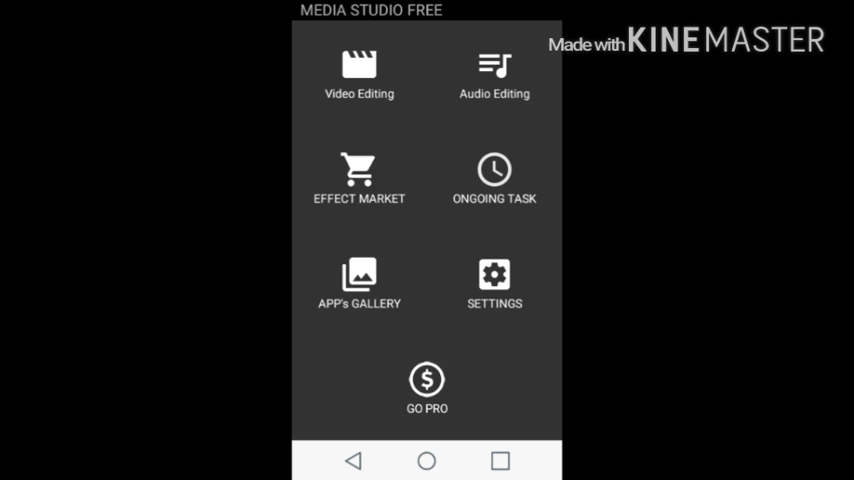 MEDIA STUDIO FREE
Made with KINEMASTER
Video Editing
Audio Editing
EFFECT MARKET
ONGOING TASK
APP's GALLERY
SETTINGS
GO PRO